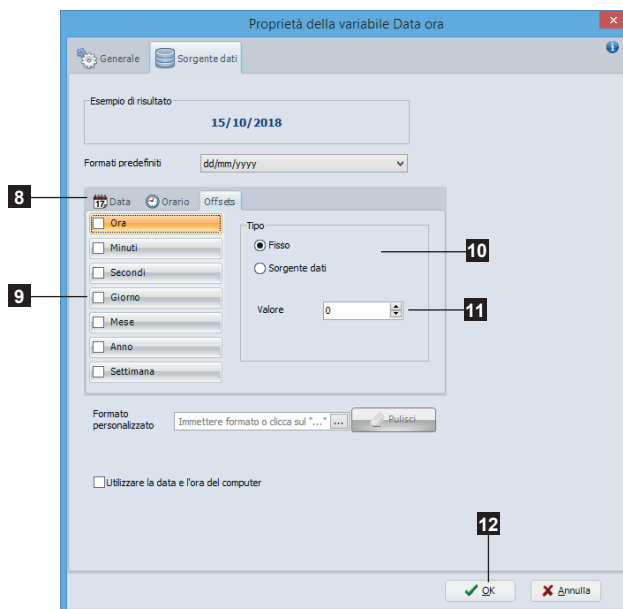 Proprietà della variabile Data ora
Generale
Sorgente dati
Esempio di risultato
15/10/2018
Formati predefiniti
dd/mm/yyyy
8
Data
Orario
Offsets
Ora
Tipo
Minuti
Fisso
10
Secondi
Sorgente dati
9
Giorno
Valore
0
11
Mese
Anno
Settimana
Formato
personalizzato
Immettere formato o clicca sul "..."
...
Pulisci
Utilizzare la data e l'ora del computer
12
OK
Annulla